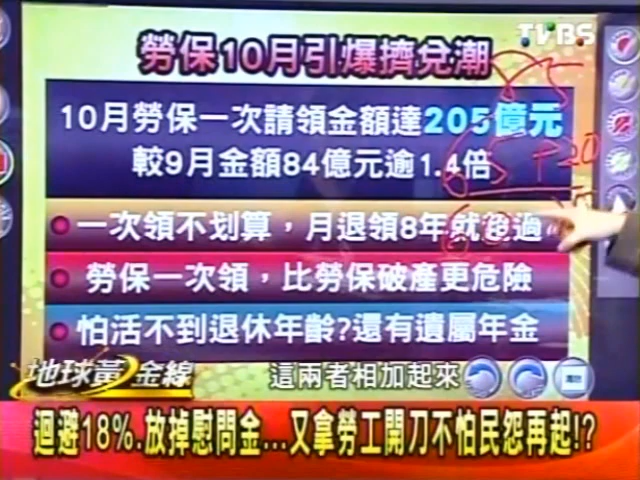 TVBS
勞保10月引爆擠兌潮
10月勞保一次請領金額達205億元
較9月金額84億元逾1.4倍
一次領不划算，月退領8年就超過
勞保一次領，比勞保破產更危險
怕活不到退休年齡?還有遺屬年金
地球黃金線
這兩者相加起來
迴避18%.放掉慰問金...又拿勞工開刀不怕民怨再起!?